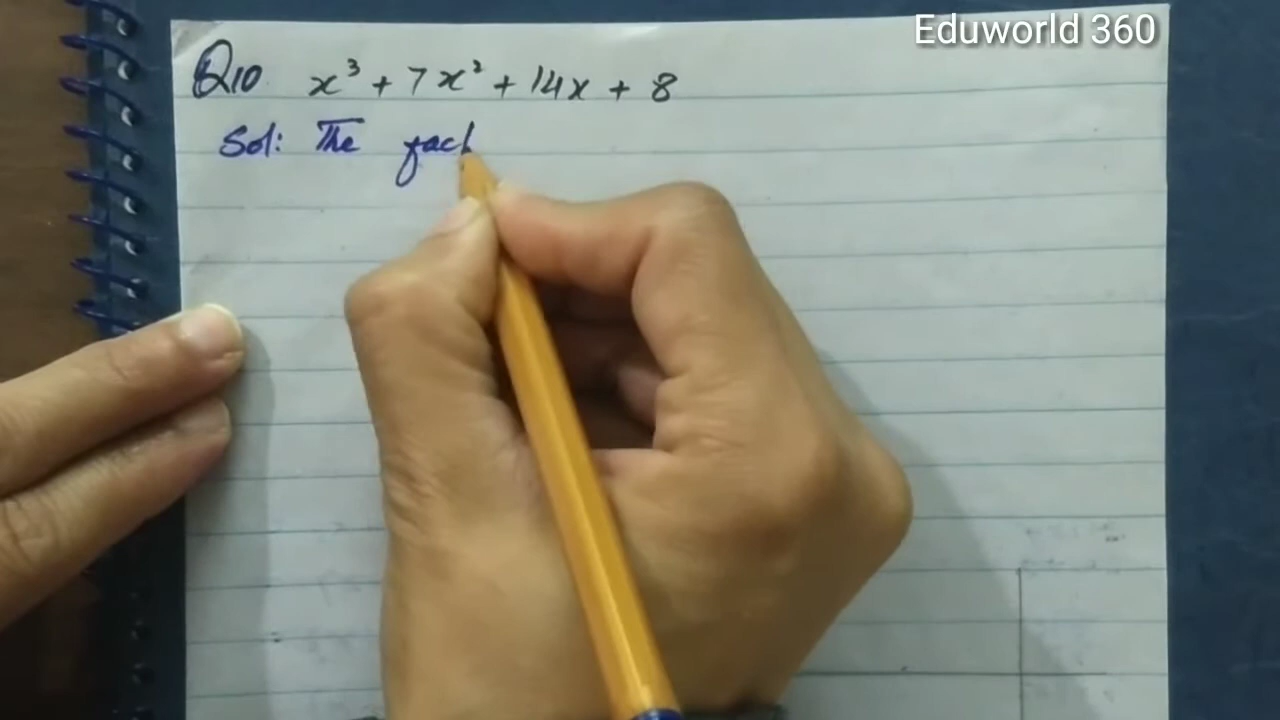 Eduworld 360
Q10 x³ + 7x² + 14x + 8
Sol: The fact